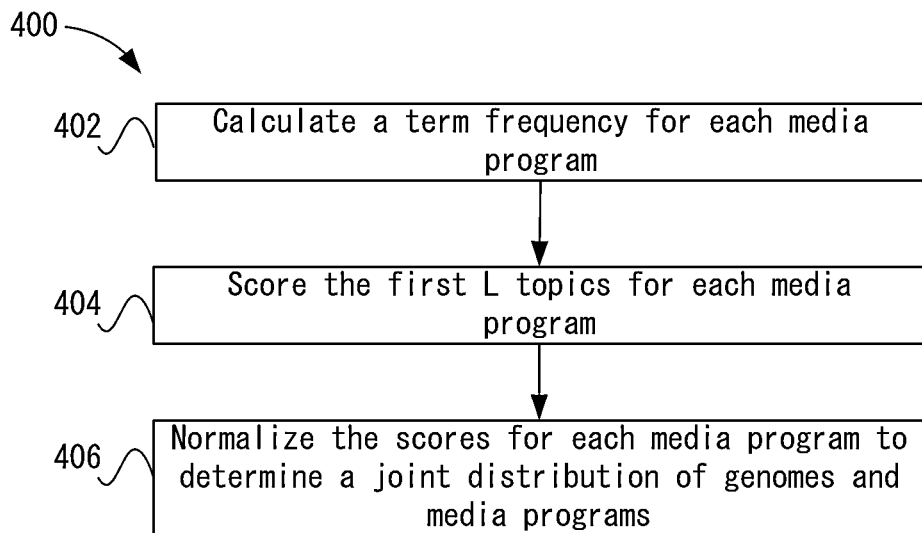 400
402
Calculate a term frequency for each media
program
404
Score the first L topics for each media
program
406
Normalize the scores for each media program to
determine a joint distribution of genomes and
media programs